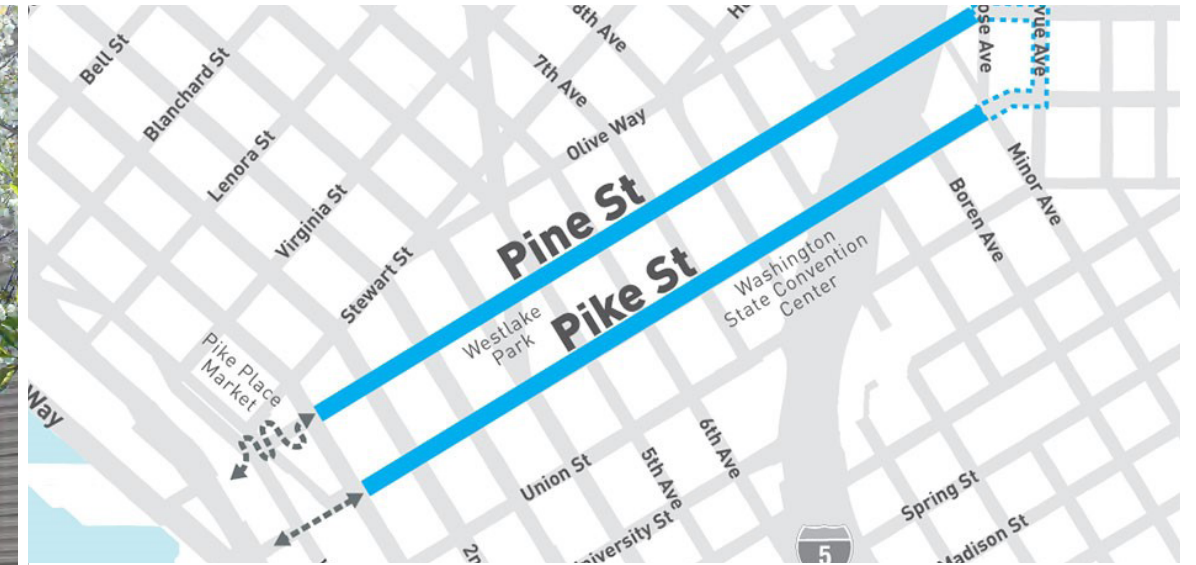 Bell St
Blanchard St
Lenora St
Virginia St
Stewart St
8th Ave
7th Ave
Olive Way
Pine St
Pike St
Westlake
Park
Washington
State Convention
Center
Boren Ave
Minor Ave
Pike Place
Market
Way
Union St
5th Ave
6th Ave
Spring St
Madison St
5